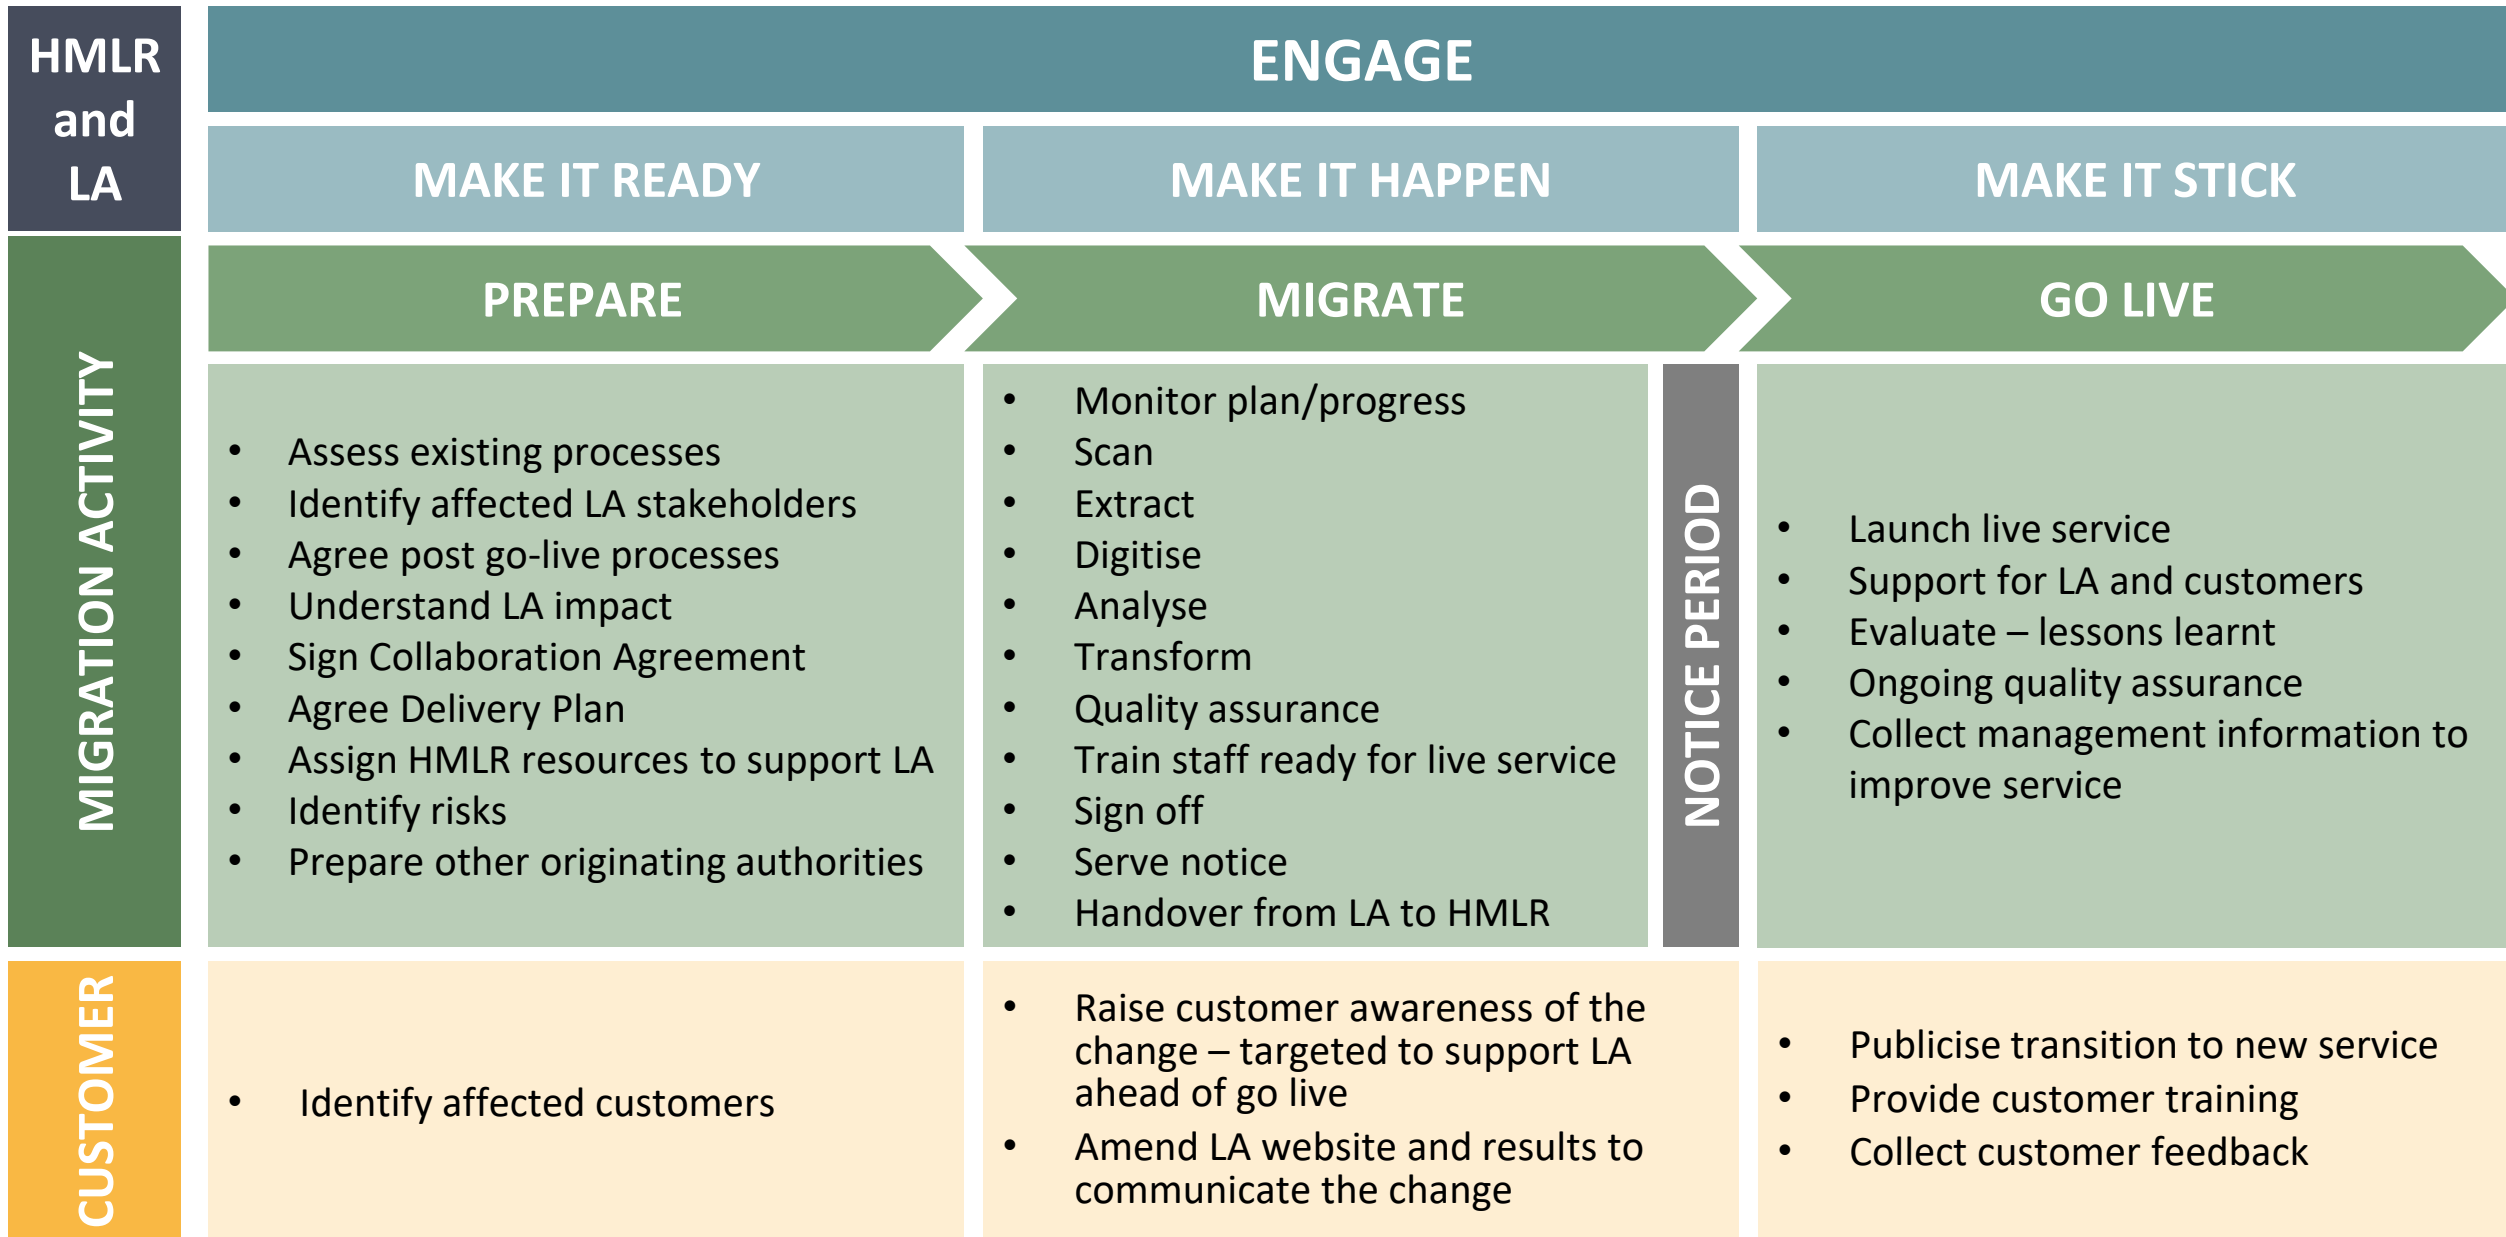 HMLR
and
LA
ENGAGE
MAKE IT READY
MAKE IT HAPPEN
MAKE IT STICK
MIGRATION ACTIVITY
PREPARE
MIGRATE
GO LIVE
• Assess existing processes
• Identify affected LA stakeholders
• Agree post go-live processes
• Understand LA impact
• Sign Collaboration Agreement
• Agree Delivery Plan
• Assign HMLR resources to support LA
• Identify risks
• Prepare other originating authorities
• Monitor plan/progress
• Scan
• Extract
• Digitise
• Analyse
• Transform
• Quality assurance
• Train staff ready for live service
• Sign off
• Serve notice
• Handover from LA to HMLR
NOTICE PERIOD
• Launch live service
• Support for LA and customers
• Evaluate – lessons learnt
• Ongoing quality assurance
• Collect management information to
improve service
CUSTOMER
• Identify affected customers
• Raise customer awareness of the
change – targeted to support LA
ahead of go live
• Amend LA website and results to
communicate the change
• Publicise transition to new service
• Provide customer training
• Collect customer feedback